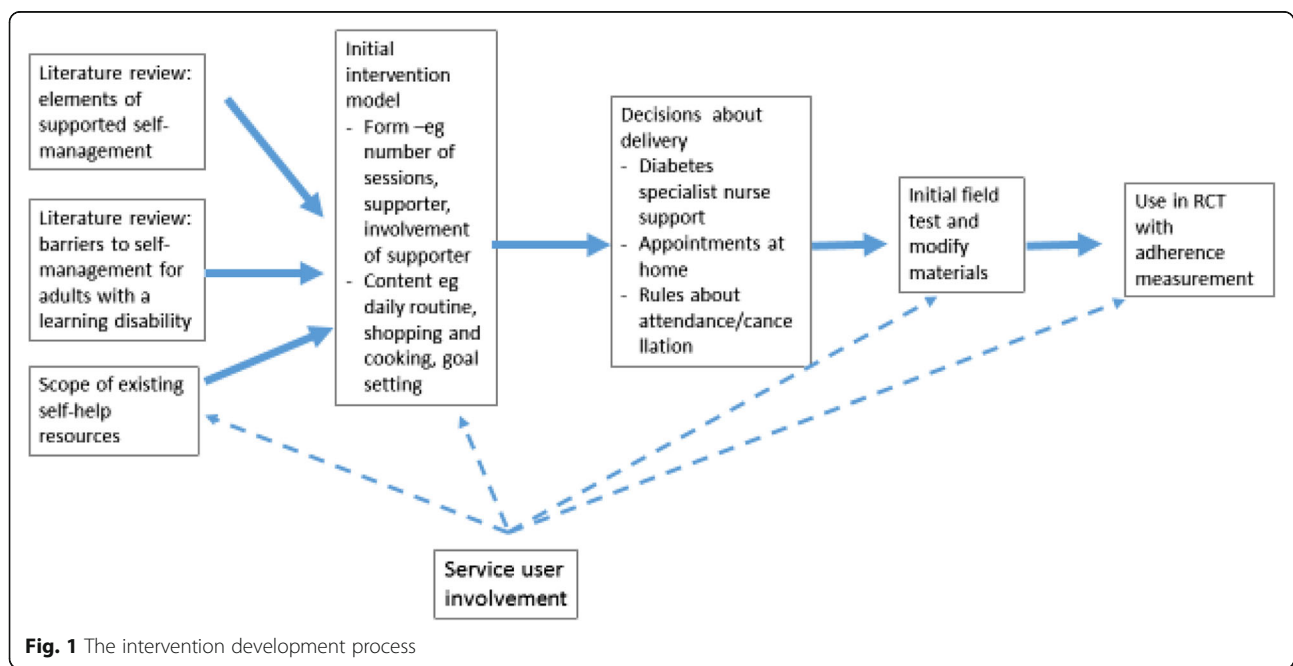 Literature review:
elements of
supported self-
management
Literature review:
barriers to self-
management for
adults with a
learning disability
Scope of existing
self-help
resources
Initial
intervention
model
- Form –eg
number of
sessions,
supporter,
involvement
of supporter
- Content eg
daily routine,
shopping and
cooking, goal
setting
Decisions about
delivery
- Diabetes
specialist nurse
support
- Appointments at
home
- Rules about
attendance/cance
llation
Initial field
test and
modify
materials
Use in RCT
with
adherence
measurement
Service user
involvement
Fig. 1 The intervention development process